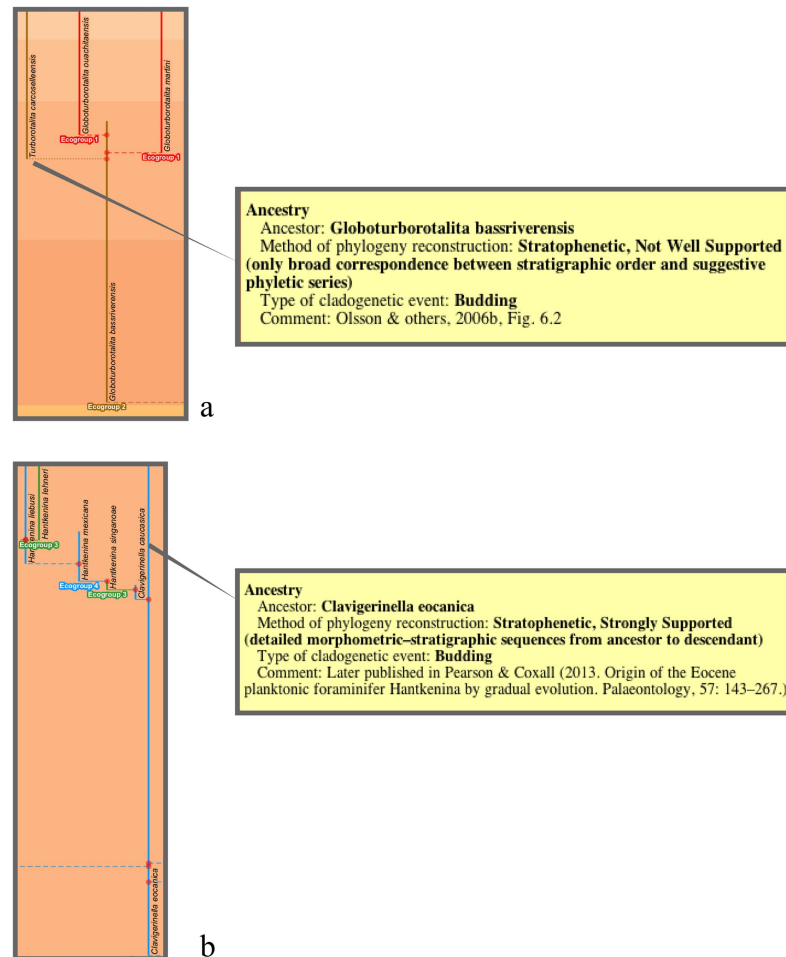 Turborotalita carcoselleensis
Globoturborotalita ouachitaensis
Globoturborotalita martini
Ecogroup 1
Ecogroup 1
Globoturborotalita bassriverensis
Ecogroup 2
Ancestry
Ancestor: Globoturborotalita bassriverensis
Method of phylogeny reconstruction: Stratophenetic, Not Well Supported
(only broad correspondence between stratigraphic order and suggestive
phyletic series)
Type of cladogenetic event: Budding
Comment: Olsson & others, 2006b, Fig. 6.2
a
Hantkenina liebusi
Hantkenina lehneri
Hantkenina mexicana
Hantkenina singanoae
Clavigerinella caucasica
Ecogroup 3
Ecogroup 4
Ecogroup 3
Clavigerinella eocanica
Ancestry
Ancestor: Clavigerinella eocanica
Method of phylogeny reconstruction: Stratophenetic, Strongly Supported
(detailed morphometric–stratigraphic sequences from ancestor to descendant)
Type of cladogenetic event: Budding
Comment: Later published in Pearson & Coxall (2013. Origin of the Eocene
planktonic foraminifer Hantkenina by gradual evolution. Palaeontology, 57: 143–267.)
b